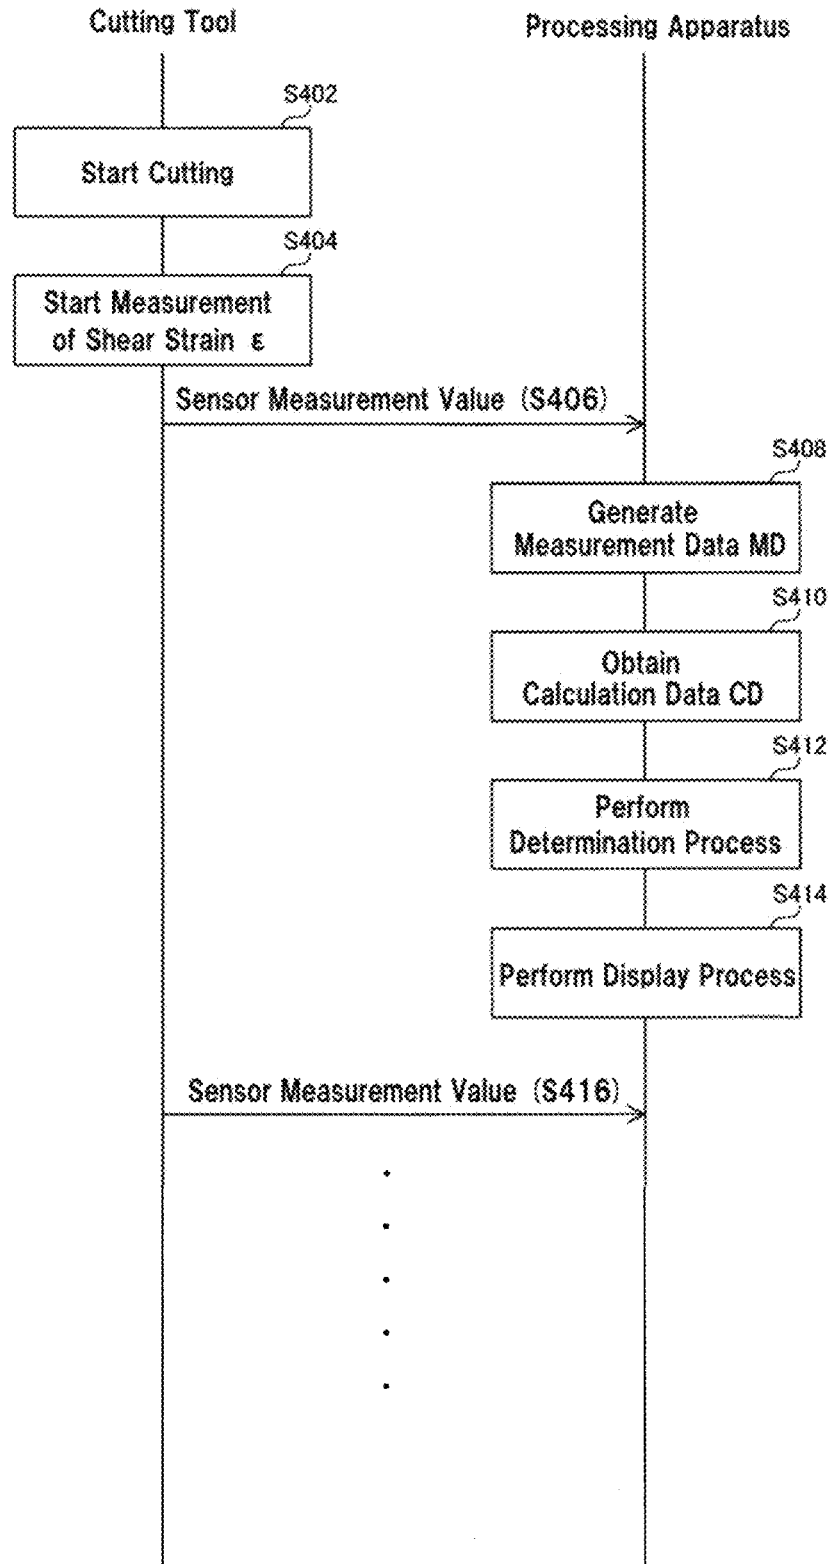 Cutting Tool
Processing Apparatus
S402
Start Cutting
S404
Start Measurement
of Shear Strain ε
Sensor Measurement Value (S406)
S408
Generate
Measurement Data MD
S410
Obtain
Calculation Data CD
S412
Perform
Determination Process
S414
Perform Display Process
Sensor Measurement Value (S416)